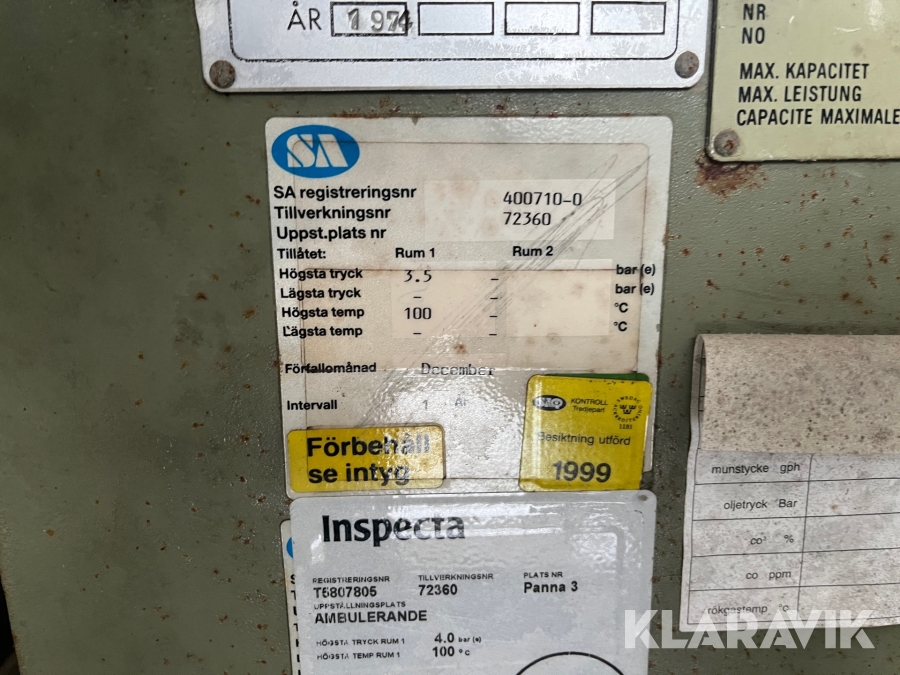 ÅR 1974
NR
NO
MAX. KAPACITET
MAX. LEISTUNG
CAPACITE MAXIMALE
SA
SA registreringsnr 400710-0
Tillverkningsnr 72360
Uppst.plats nr
Tillåtet: Rum 1 Rum 2
Högsta tryck 3.5 - bar (e)
Lägsta tryck - - bar (e)
Högsta temp 100 - °C
Lägsta temp - - °C
Förfallomånad December
Intervall 1 År
Förbehåll
se intyg
KONTROLL
Tredjepart
Besiktning utförd
1999
munstycke gph
oljetryck Bar
co² %
co ppm
rökgastemp °c
Inspecta
REGISTRERINGSNR TILLVERKNINGSNR PLATS NR
T5807805 72360 Panna 3
UPPSTÄLLNINGSPLATS
AMBULERANDE
HÖGSTA TRYCK RUM 1 4.0 bar (e)
HÖGSTA TEMP RUM 1 100 °C
KLARAVIK